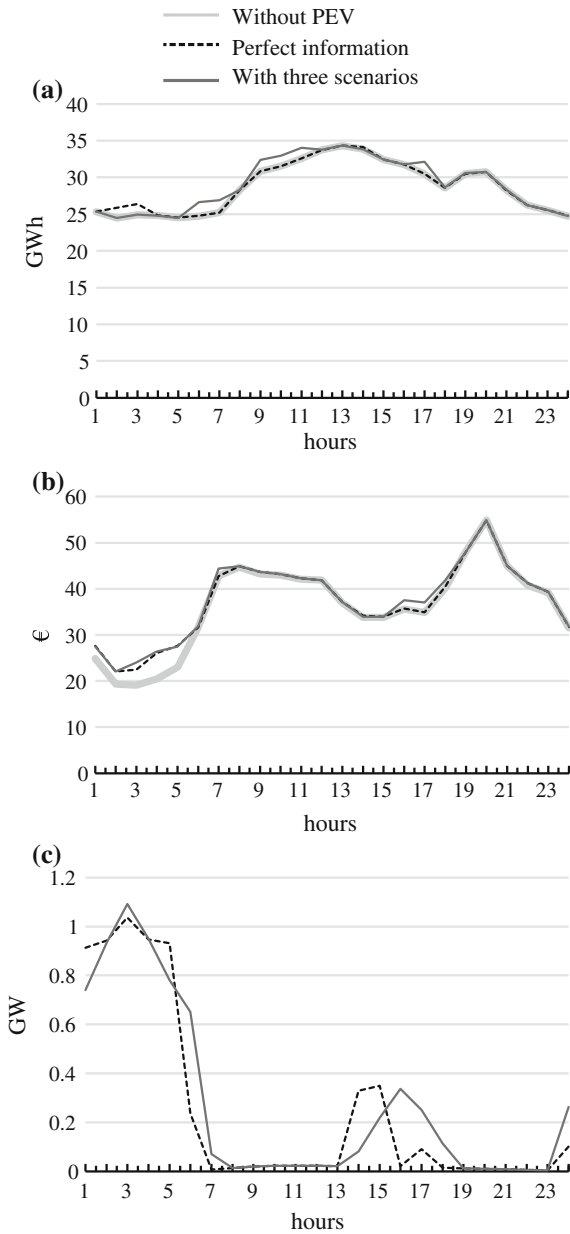 Without PEV
Perfect information
With three scenarios
(a)
40
35
30
25
20
15
10
5
0
GWh
1 3 5 7 9 11 13 15 17 19 21 23
hours
(b)
60
50
40
30
20
10
0
€
1 3 5 7 9 11 13 15 17 19 21 23
hours
(c)
1.2
1
0.8
0.6
0.4
0.2
0
GW
1 3 5 7 9 11 13 15 17 19 21 23
hours